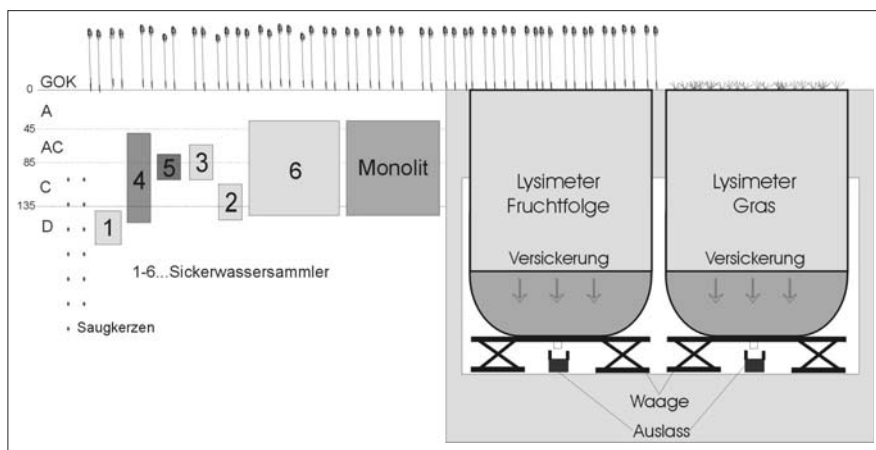 GOK
0
A
45
AC
85
C
135
D
1
4
5
3
2
6
Monolit
1-6...Sickerwassersammler
Saugkerzen
Lysimeter
Fruchtfolge
Versickerung
Lysimeter
Gras
Versickerung
Waage
Auslass